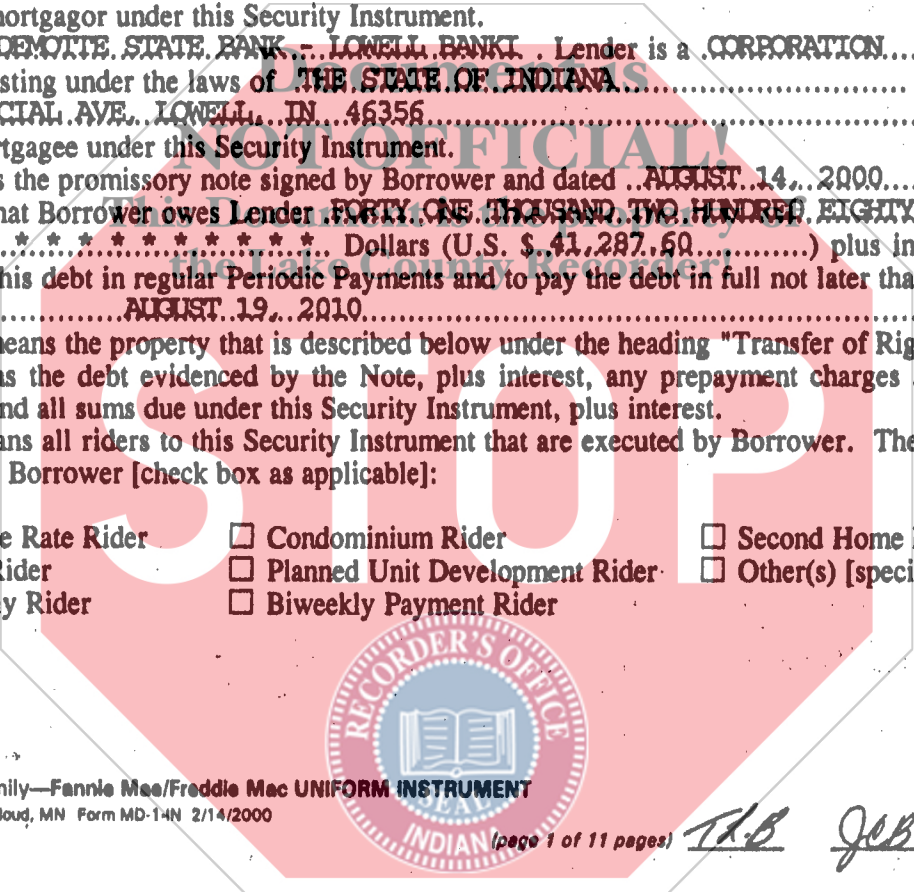 mortgagor under this Security Instrument.
DEMOTTE STATE BANK - LOWELL BANKI . Lender is a CORPORATION
sting under the laws of THE STATE OF INDIANA
CIAL AVE, LOWELL, IN 46356
rtgagee under this Security Instrument.
s the promissory note signed by Borrower and dated AUGUST 14, 2000
hat Borrower owes Lender FORTY ONE THOUSAND TWO HUNDRED EIGHTY
* * * * * * * * * * Dollars (U.S. $ 41,287.60 ) plus in
his debt in regular Periodic Payments and to pay the debt in full not later tha
AUGUST 19, 2010
eans the property that is described below under the heading "Transfer of Rig
ns the debt evidenced by the Note, plus interest, any prepayment charges
nd all sums due under this Security Instrument, plus interest.
ans all riders to this Security Instrument that are executed by Borrower. The
Borrower [check box as applicable]:
e Rate Rider ☐ Condominium Rider ☐ Second Home
Rider ☐ Planned Unit Development Rider ☐ Other(s) [speci
y Rider ☐ Biweekly Payment Rider
nily—Fannie Mae/Freddie Mac UNIFORM INSTRUMENT
loud, MN Form MD-1-IN 2/14/2000
(page 1 of 11 pages) TLB JCB
Document is
NOT OFFICIAL!
This Document is the property of
the Lake County Recorder!
STOP
RECORDER'S OFFICE
SEAL
INDIANA